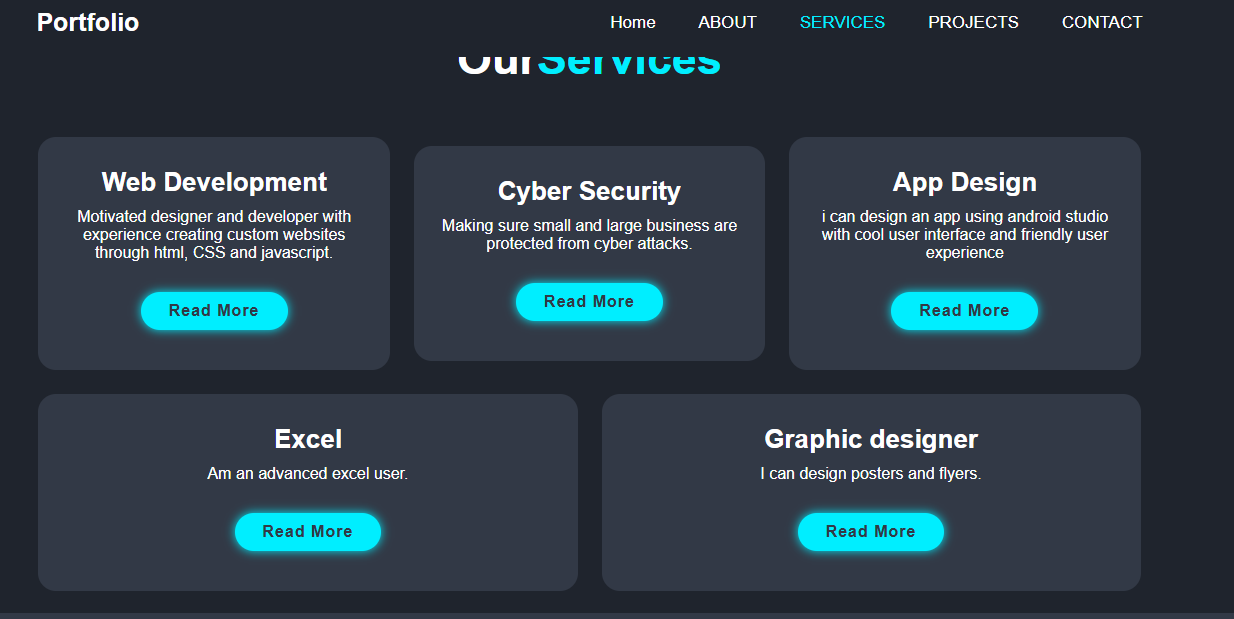 Portfolio
Home ABOUT SERVICES PROJECTS CONTACT
OurServices
Web Development
Motivated designer and developer with
experience creating custom websites
through html, CSS and javascript.
Read More
Cyber Security
Making sure small and large business are
protected from cyber attacks.
Read More
App Design
i can design an app using android studio
with cool user interface and friendly user
experience
Read More
Excel
Am an advanced excel user.
Read More
Graphic designer
I can design posters and flyers.
Read More